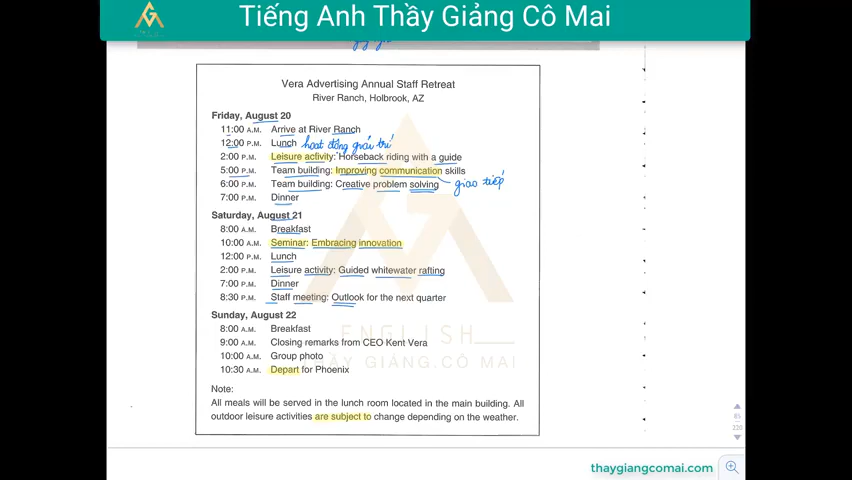 Tiếng Anh Thầy Giảng Cô Mai
Vera Advertising Annual Staff Retreat
River Ranch, Holbrook, AZ
Friday, August 20
11:00 A.M. Arrive at River Ranch
12:00 P.M. Lunch hoạt động giải trí
2:00 P.M. Leisure activity: Horseback riding with a guide
5:00 P.M. Team building: Improving communication skills
6:00 P.M. Team building: Creative problem solving giao tiếp
7:00 P.M. Dinner
Saturday, August 21
8:00 A.M. Breakfast
10:00 A.M. Seminar: Embracing innovation
12:00 P.M. Lunch
2:00 P.M. Leisure activity: Guided whitewater rafting
7:00 P.M. Dinner
8:30 P.M. Staff meeting: Outlook for the next quarter
Sunday, August 22
8:00 A.M. Breakfast
ENGLISH
9:00 A.M. Closing remarks from CEO Kent Vera
10:00 A.M. Group photo
THẦY GIẢNG.CÔ MAI
10:30 A.M. Depart for Phoenix
Note:
All meals will be served in the lunch room located in the main building. All
outdoor leisure activities are subject to change depending on the weather.
85
220
thaygiangcomai.com